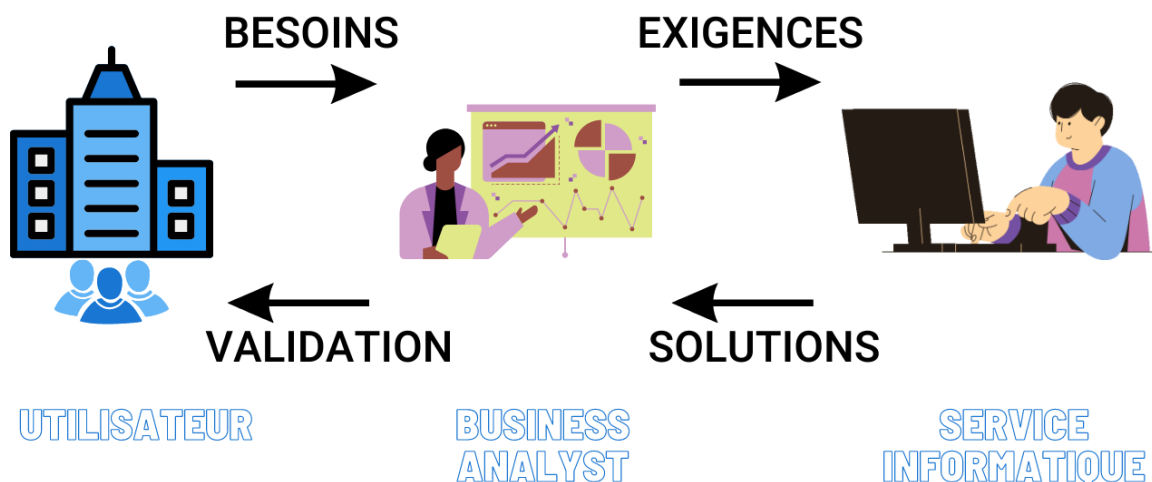 BESOINS
EXIGENCES
VALIDATION
SOLUTIONS
UTILISATEUR
BUSINESS
ANALYST
SERVICE
INFORMATIQUE